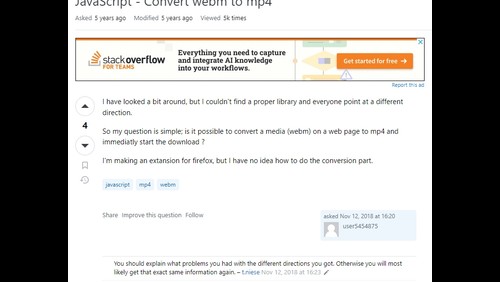 JavaScript - Convert webm to mp4
Asked 5 years ago Modified 5 years ago Viewed 5k times
stackoverflow
FOR TEAMS
Everything you need to capture
and integrate AI knowledge
into your workflows.
Get started for free →
Report this ad
I have looked a bit around, but I couldn't find a proper library and everyone point at a different
direction.
4
So my question is simple; is it possible to convert a media (webm) on a web page to mp4 and
immediatly start the download ?
I'm making an extansion for firefox, but I have no idea how to do the conversion part.
javascript mp4 webm
Share Improve this question Follow
asked Nov 12, 2018 at 16:20
user5454875
You should explain what problems you had with the different directions you got. Otherwise you will most
likely get that exact same information again. – t.niese Nov 12, 2018 at 16:23